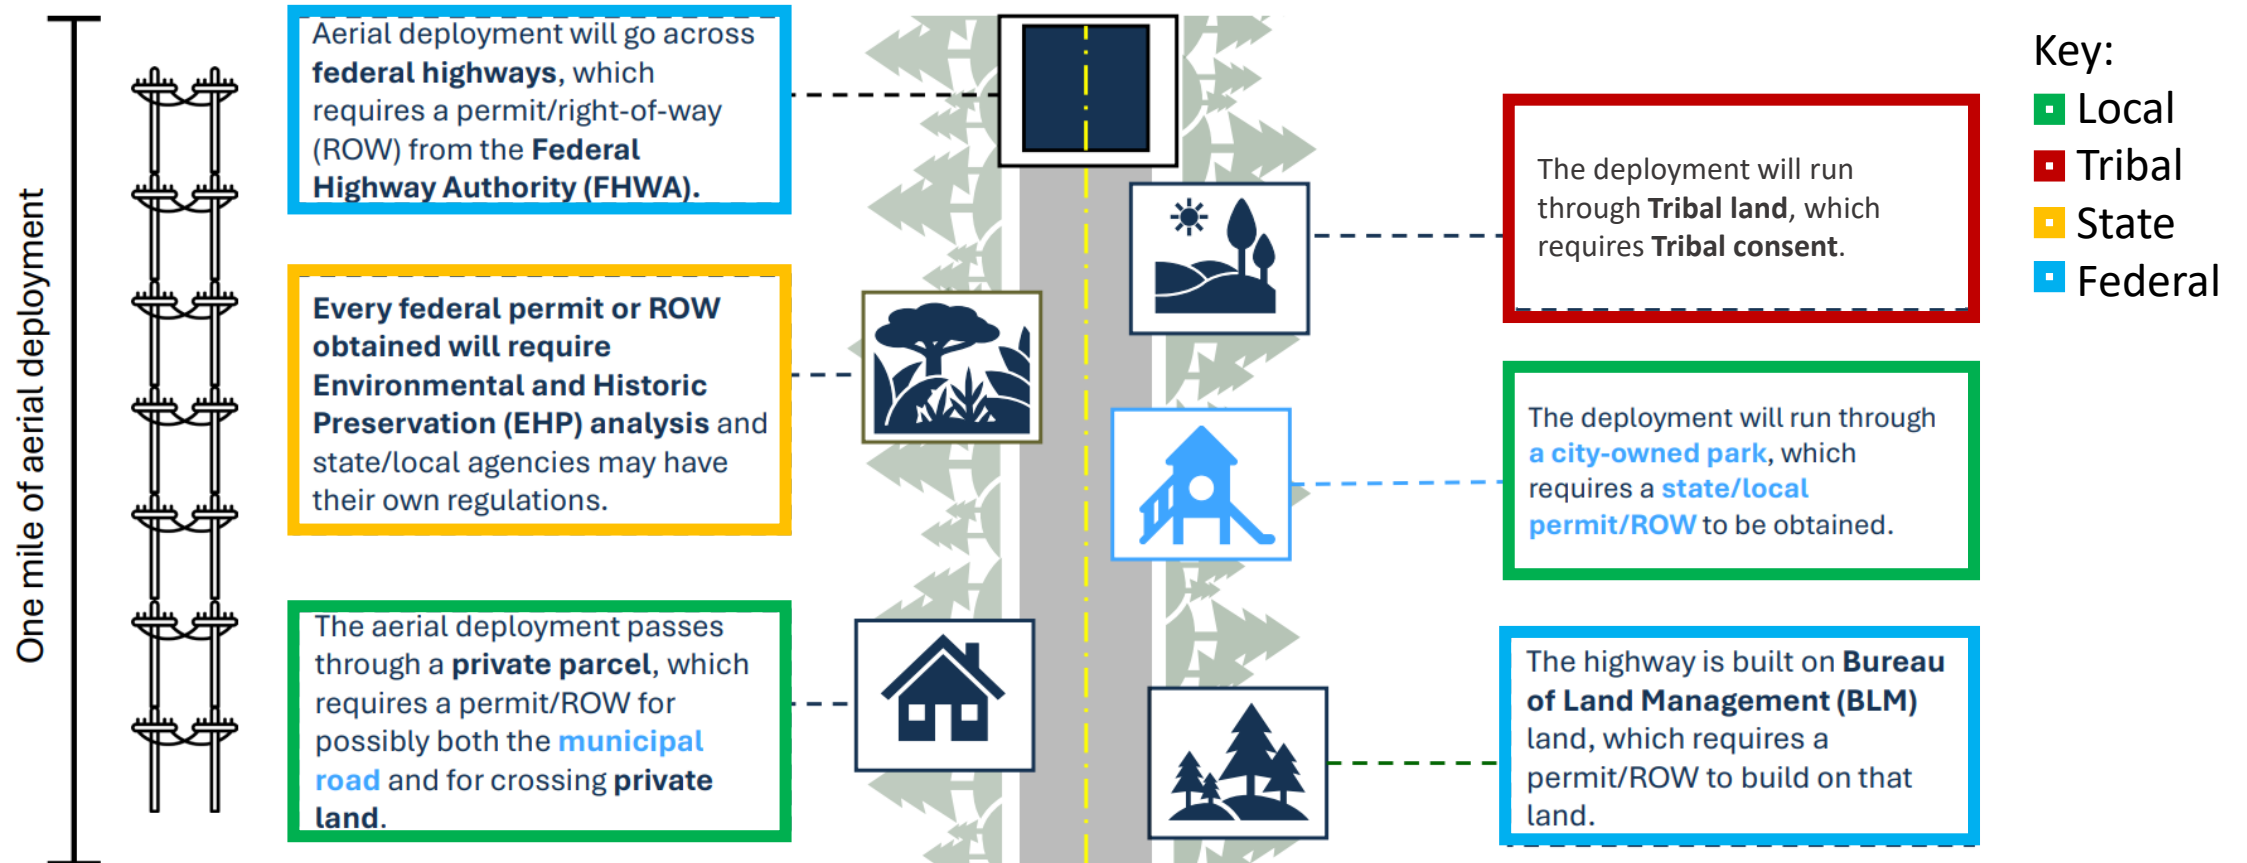 One mile of aerial deployment
Aerial deployment will go across
federal highways, which
requires a permit/right-of-way
(ROW) from the Federal
Highway Authority (FHWA).
Every federal permit or ROW
obtained will require
Environmental and Historic
Preservation (EHP) analysis and
state/local agencies may have
their own regulations.
The aerial deployment passes
through a private parcel, which
requires a permit/ROW for
possibly both the municipal
road and for crossing private
land.
The deployment will run
through Tribal land, which
requires Tribal consent.
The deployment will run through
a city-owned park, which
requires a state/local
permit/ROW to be obtained.
The highway is built on Bureau
of Land Management (BLM)
land, which requires a
permit/ROW to build on that
land.
Key:
Local
Tribal
State
Federal